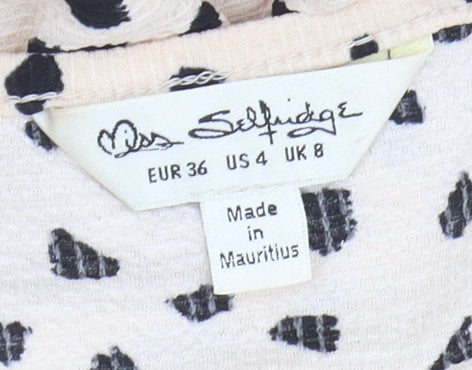 Miss Selfridge
EUR 36 US 4 UK 8
Made
in
Mauritius